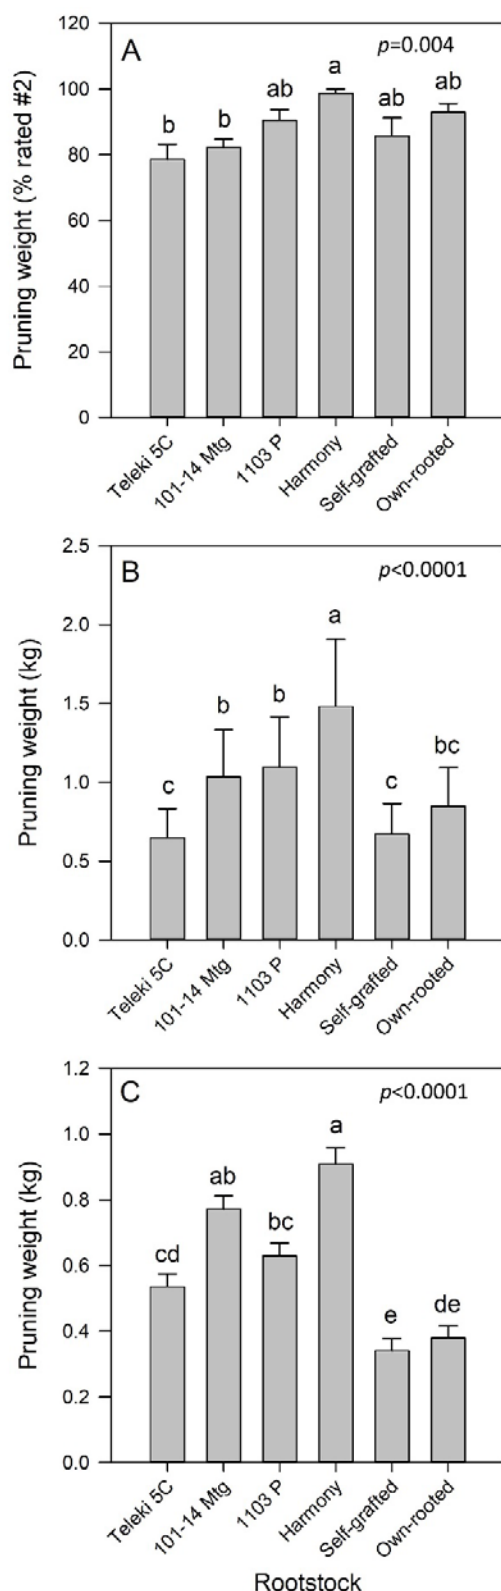 A
p=0.004
Pruning weight (% rated #2)
120
100
80
60
40
20
0
b
b
ab
a
ab
ab
Teleki 5C
101-14 Mtg
1103 P
Harmony
Self-grafted
Own-rooted
B
p<0.0001
Pruning weight (kg)
2.5
2.0
1.5
1.0
0.5
0.0
c
b
b
a
c
bc
Teleki 5C
101-14 Mtg
1103 P
Harmony
Self-grafted
Own-rooted
C
p<0.0001
Pruning weight (kg)
1.2
1.0
0.8
0.6
0.4
0.2
0.0
cd
ab
bc
a
e
de
Teleki 5C
101-14 Mtg
1103 P
Harmony
Self-grafted
Own-rooted
Rootstock